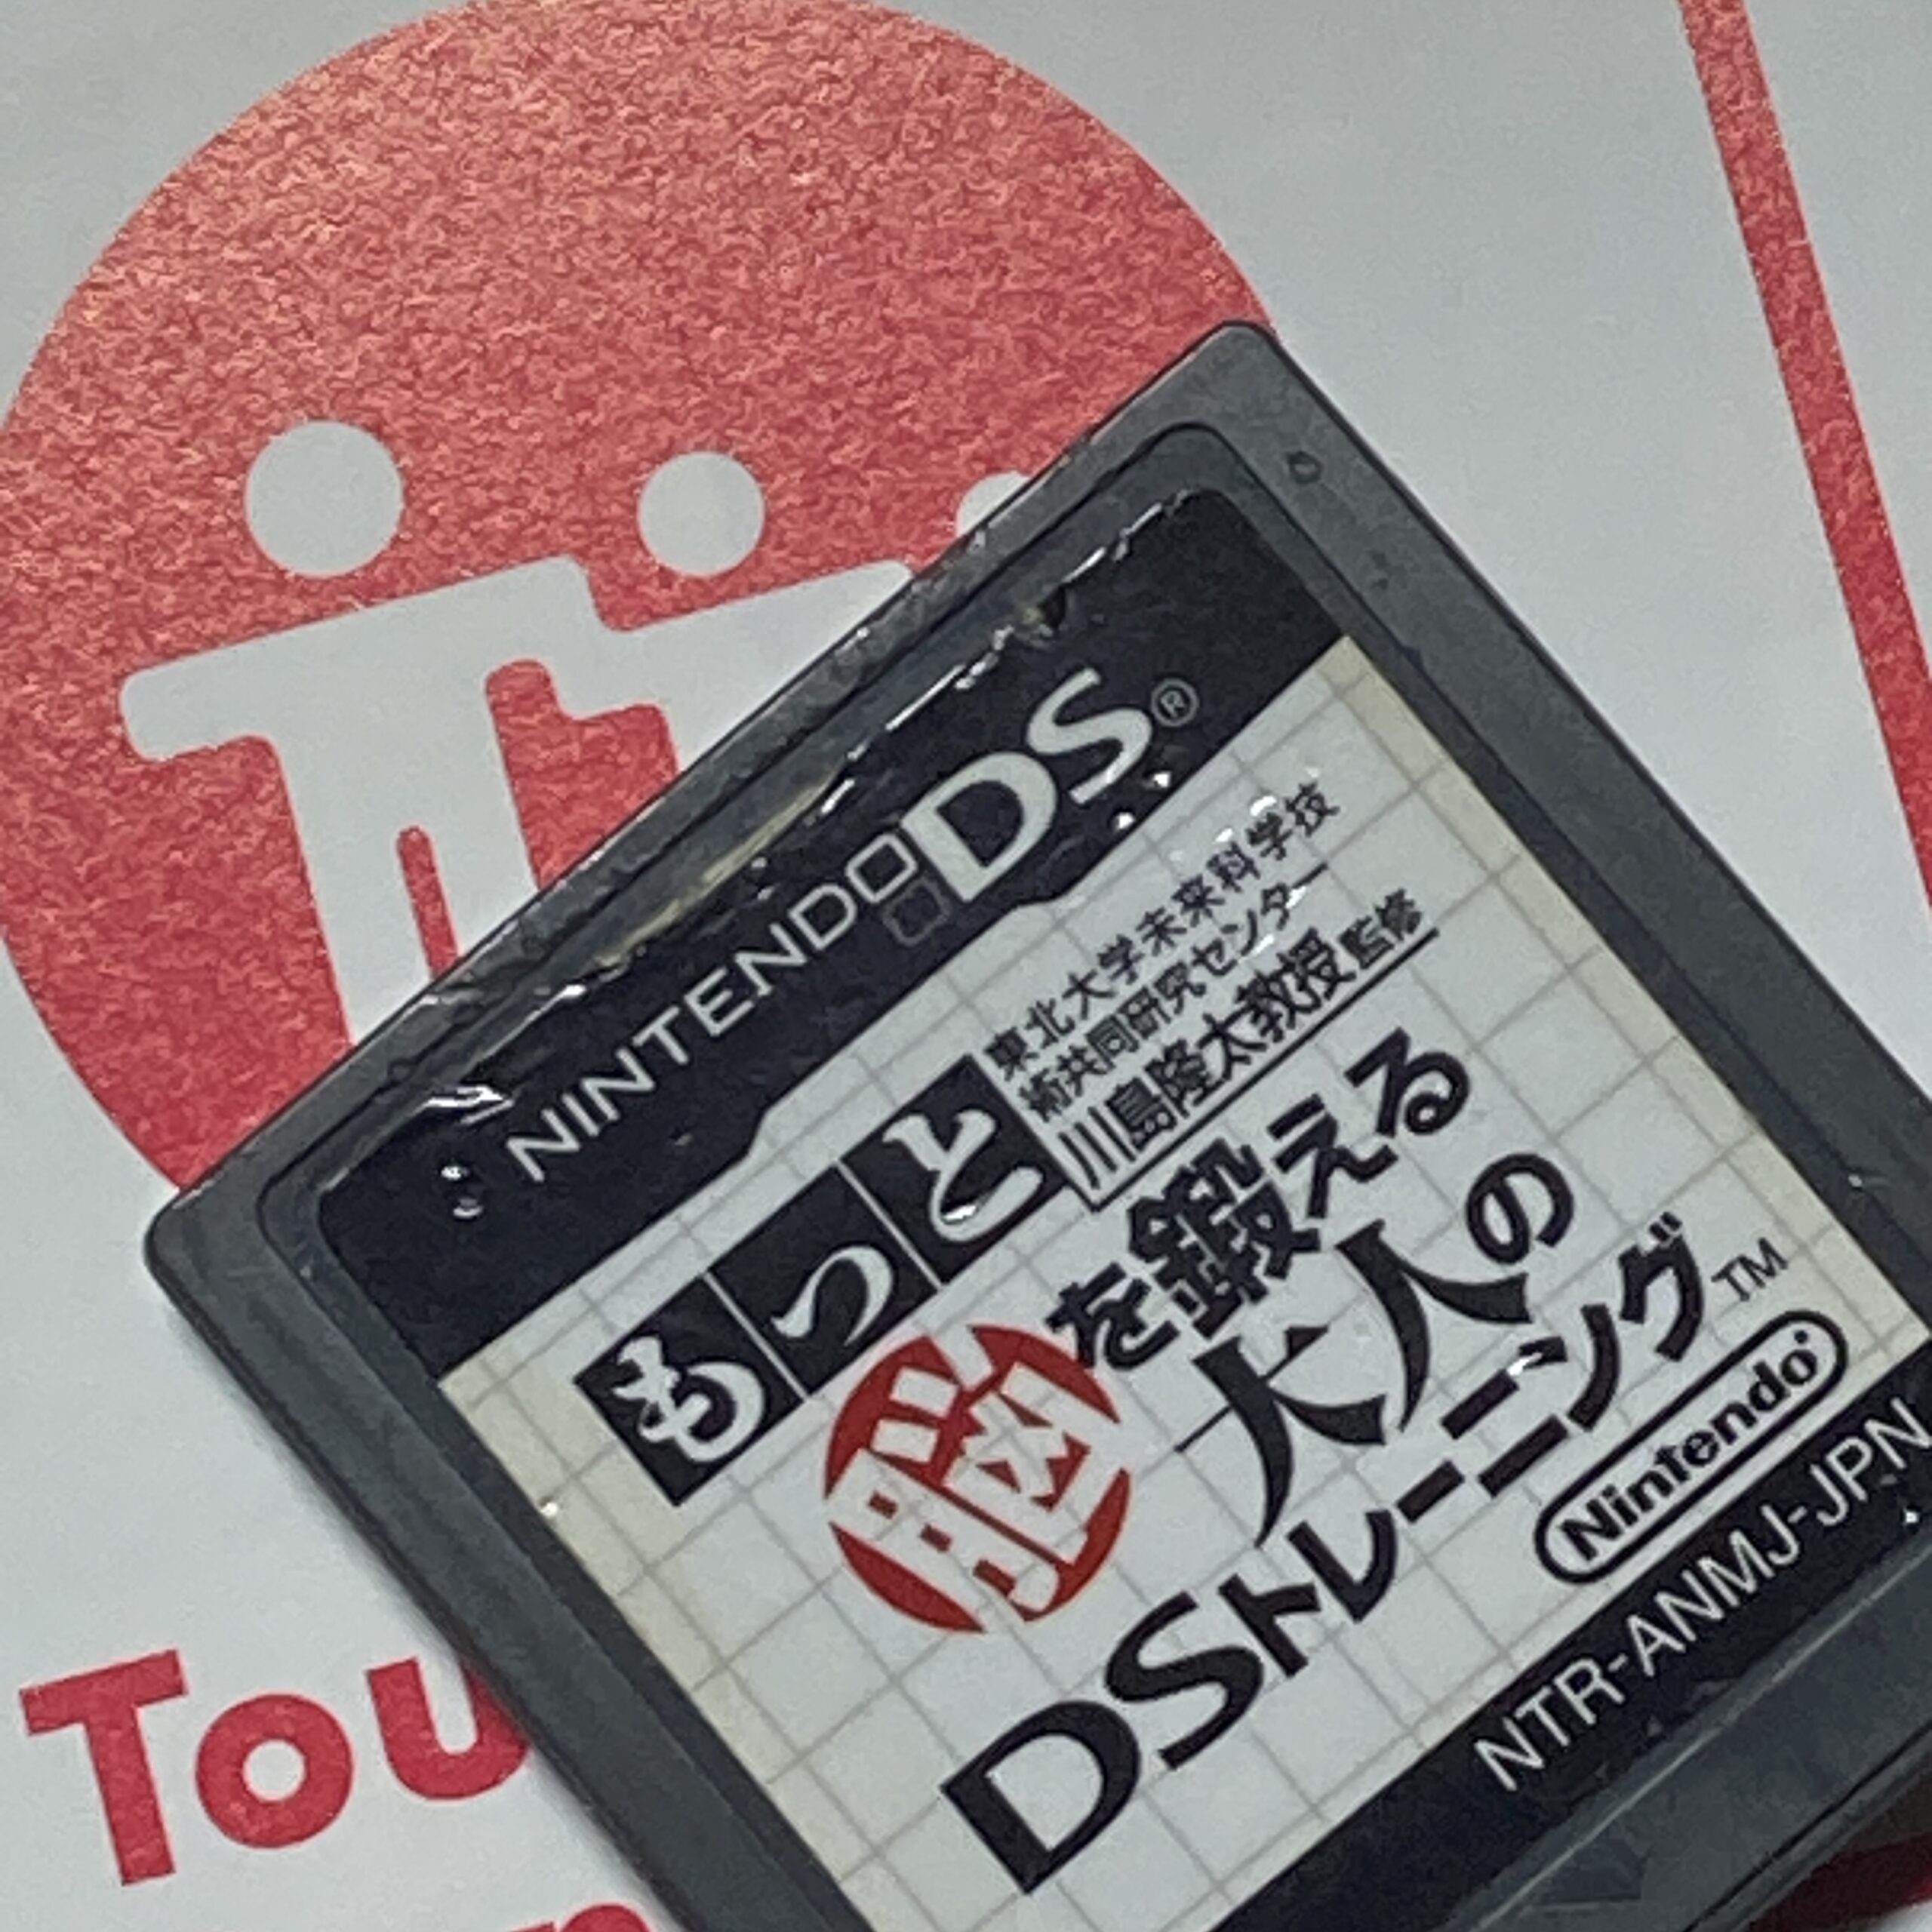 NINTENDODS®
東北大学未来科学技
術共同研究センター
川島隆太教授監修
もっと
脳を鍛える
大人の
DSトレーニング™
Nintendo®
NTR-ANMJ-JPN
Tou